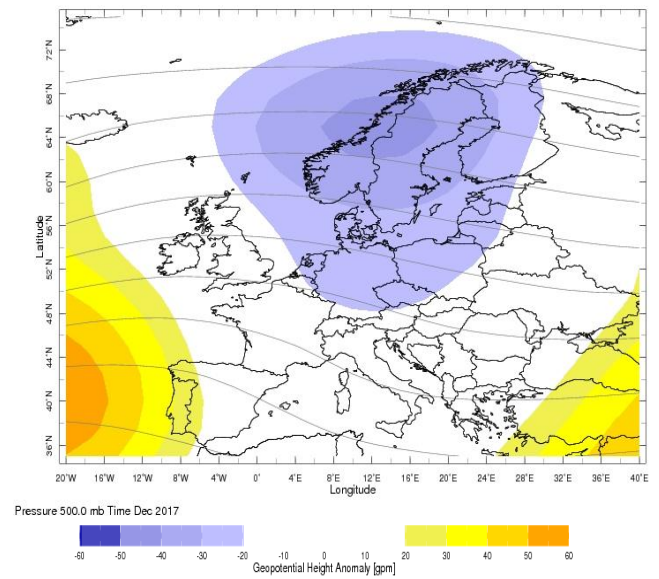 72°N
68°N
64°N
60°N
56°N
52°N
48°N
44°N
40°N
36°N
Latitude
20°W 16°W 12°W 8°W 4°W 0° 4°E 8°E 12°E 16°E 20°E 24°E 28°E 32°E 36°E 40°E
Longitude
Pressure 500.0 mb Time Dec 2017
-60 -50 -40 -30 -20 -10 0 10 20 30 40 50 60
Geopotential Height Anomaly [gpm]